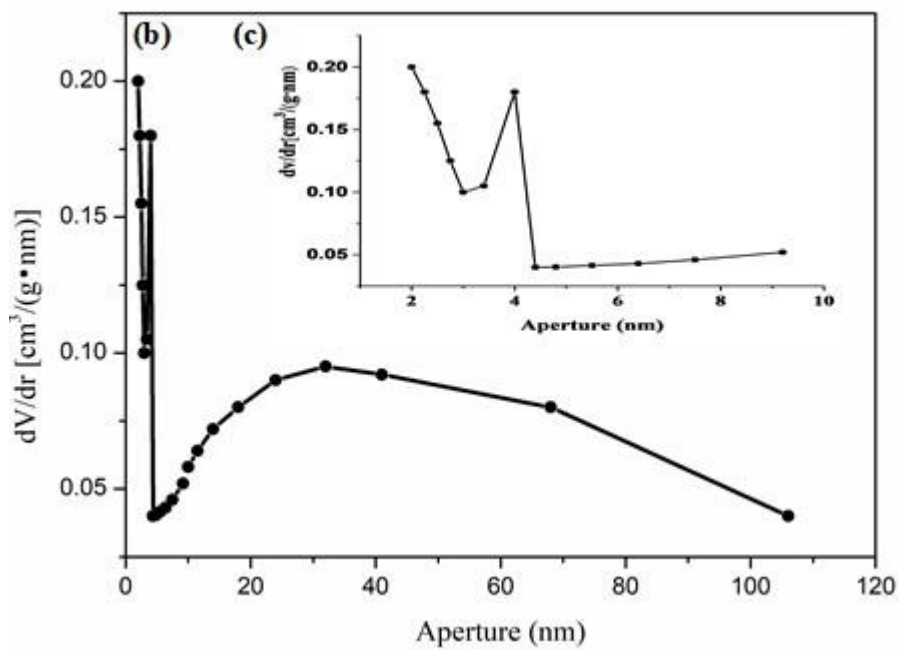 (b)
(c)
dV/dr [cm³/(g•nm)]
0.20
0.15
0.10
0.05
0 20 40 60 80 100 120
Aperture (nm)
dv/dr[cm³/(g·nm)
0.20
0.15
0.10
0.05
2 4 6 8 10
Aperture (nm)